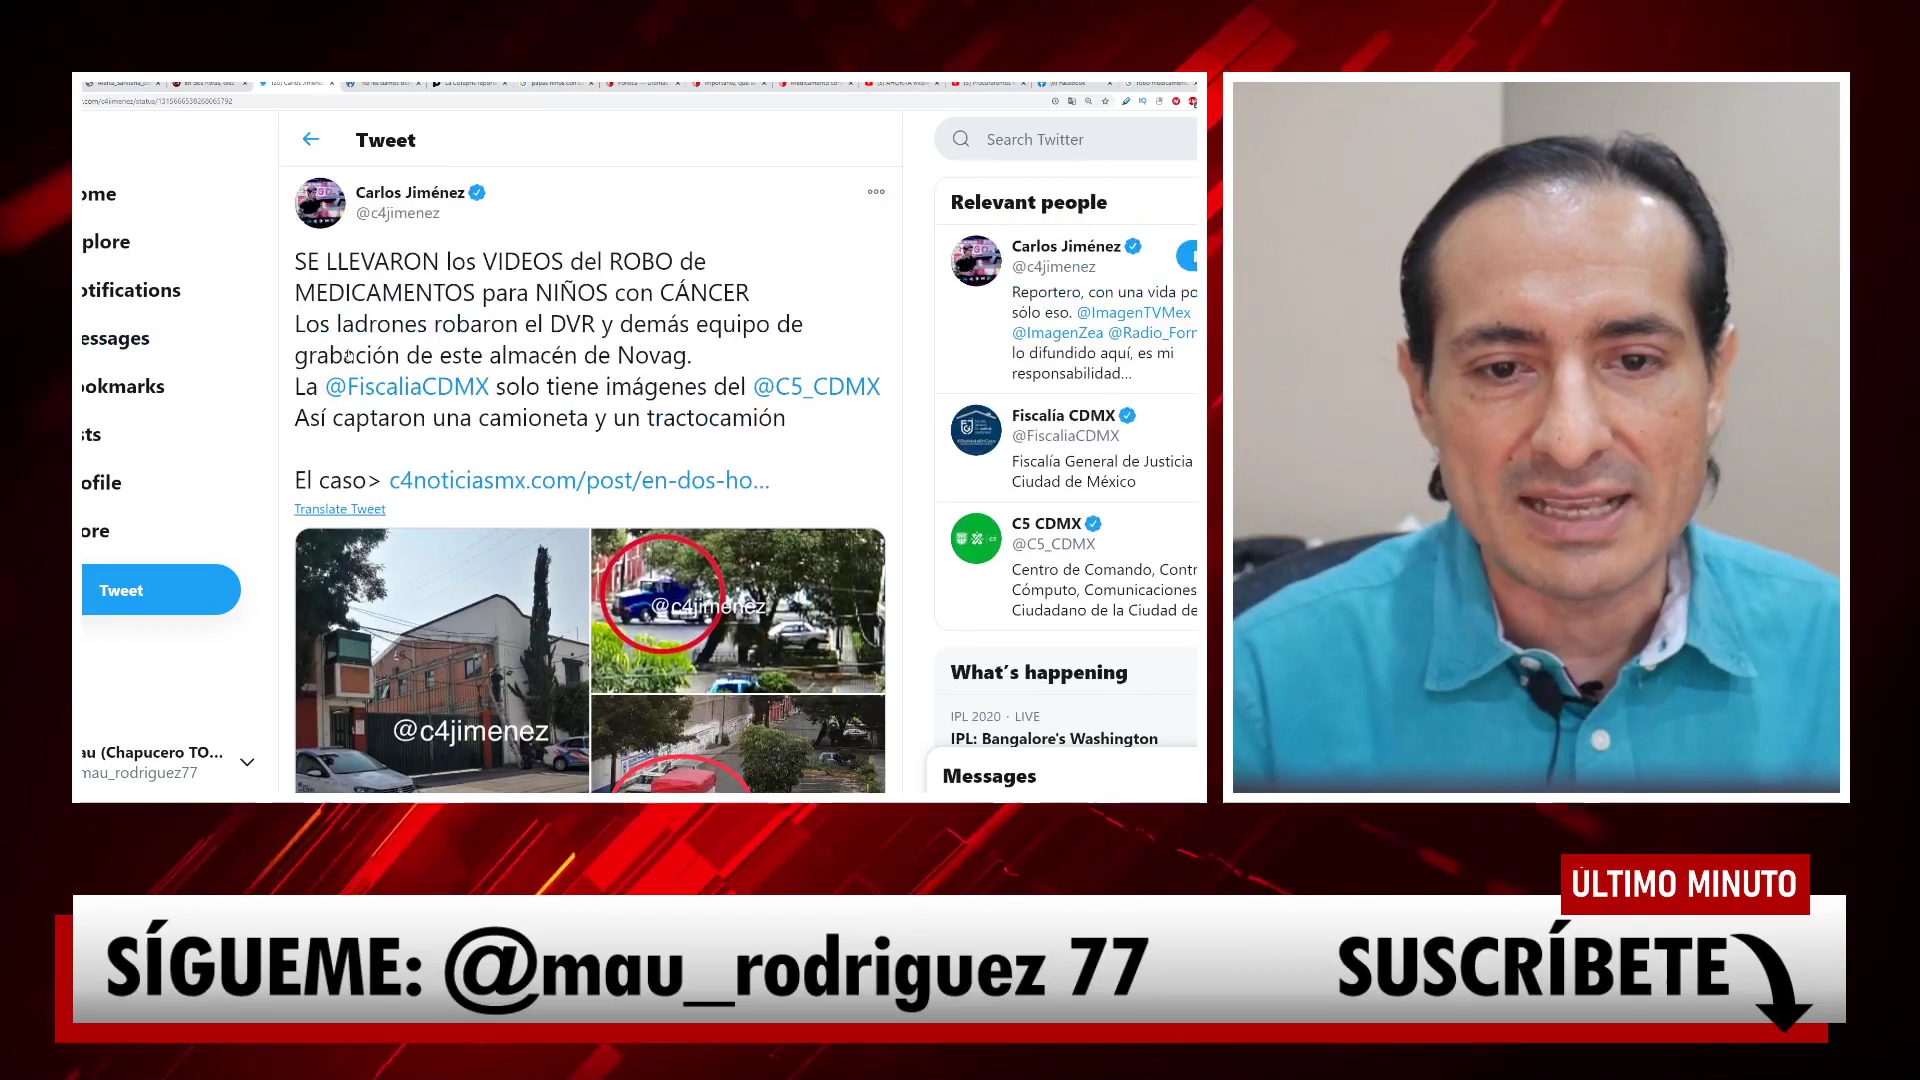 .com/c4jimenez/status/1315666538268065792
Tweet
Search Twitter
ome
plore
otifications
essages
ookmarks
sts
ofile
ore
Tweet
au (Chapucero TO...
mau_rodriguez77
Carlos Jiménez
@c4jimenez
SE LLEVARON los VIDEOS del ROBO de
MEDICAMENTOS para NIÑOS con CÁNCER
Los ladrones robaron el DVR y demás equipo de
grabación de este almacén de Novag.
La @FiscaliaCDMX solo tiene imágenes del @C5_CDMX
Así captaron una camioneta y un tractocamión
El caso> c4noticiasmx.com/post/en-dos-ho...
Translate Tweet
@c4jimenez
@c4jimenez
Relevant people
Carlos Jiménez
@c4jimenez
Reportero, con una vida po
sólo eso. @ImagenTVMex
@ImagenZea @Radio_Forr
lo difundido aquí, es mi
responsabilidad...
Fiscalía CDMX
@FiscaliaCDMX
Fiscalía General de Justicia
Ciudad de México
C5 CDMX
@C5_CDMX
Centro de Comando, Contr
Cómputo, Comunicaciones
Ciudadano de la Ciudad de
What's happening
IPL 2020 · LIVE
IPL: Bangalore's Washington
Messages
ÚLTIMO MINUTO
SÍGUEME: @mau_rodriguez 77
SUSCRÍBETE